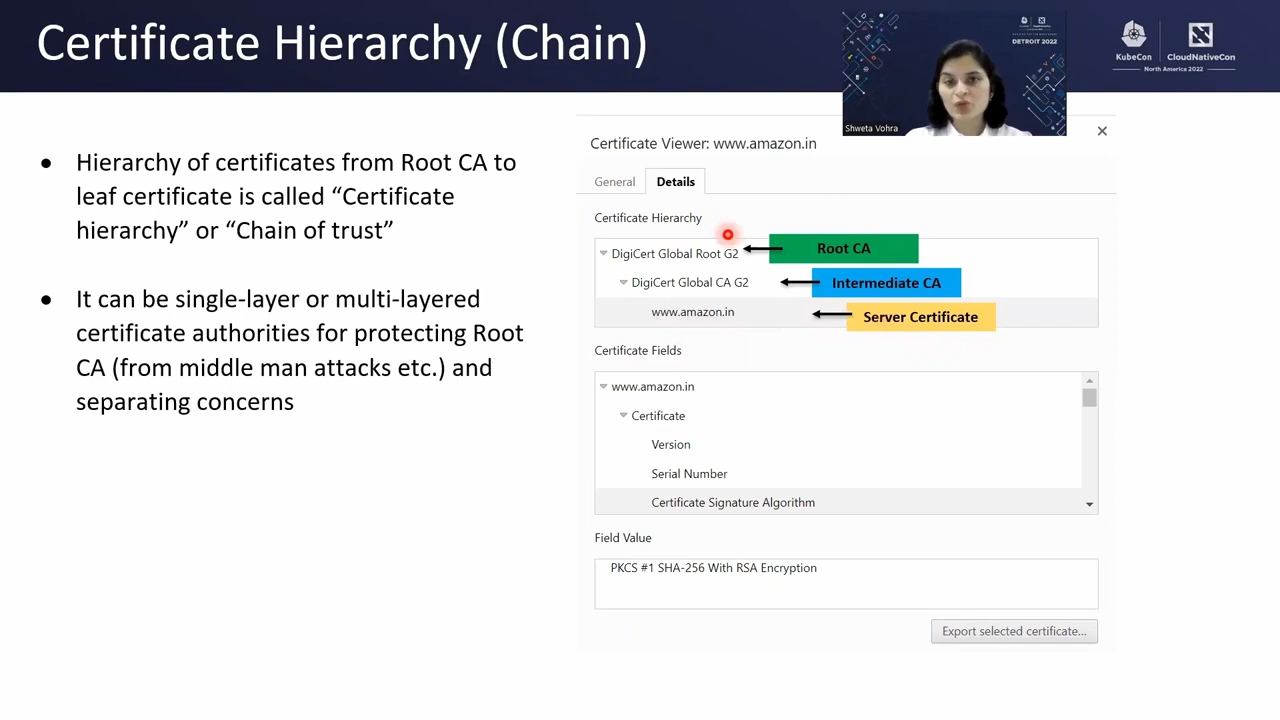 Certificate Hierarchy (Chain)
DETROIT 2022
Shweta Vohra
KubeCon
CloudNativeCon
North America 2022
Hierarchy of certificates from Root CA to
leaf certificate is called “Certificate
hierarchy” or “Chain of trust”
It can be single-layer or multi-layered
certificate authorities for protecting Root
CA (from middle man attacks etc.) and
separating concerns
Certificate Viewer: www.amazon.in
General
Details
Certificate Hierarchy
DigiCert Global Root G2
Root CA
DigiCert Global CA G2
Intermediate CA
www.amazon.in
Server Certificate
Certificate Fields
www.amazon.in
Certificate
Version
Serial Number
Certificate Signature Algorithm
Field Value
PKCS #1 SHA-256 With RSA Encryption
Export selected certificate...